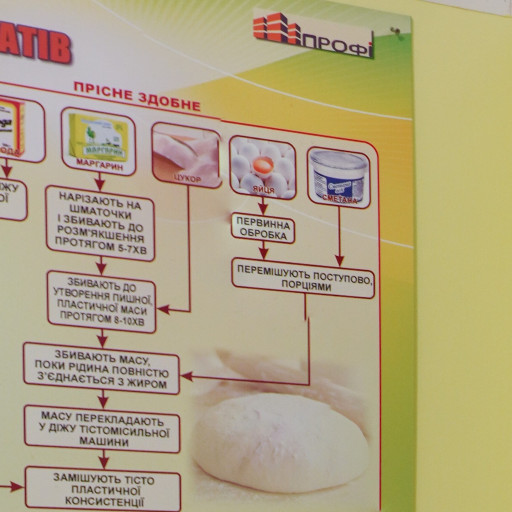 АТІВ
ПРОФІ
ПРІСНЕ ЗДОБНЕ
МАРГАРИН
МАРГАРИН
ЦУКОР
ЯЙЦЯ
СМЕТАНА
НАРІЗАЮТЬ НА
ШМАТОЧКИ
І ЗБИВАЮТЬ ДО
РОЗМ'ЯКШЕННЯ
ПРОТЯГОМ 5-7ХВ
ПЕРВИННА
ОБРОБКА
ПЕРЕМІШУЮТЬ ПОСТУПОВО,
ПОРЦІЯМИ
ЗБИВАЮТЬ ДО
УТВОРЕННЯ ПИШНОЇ,
ПЛАСТИЧНОЇ МАСИ
ПРОТЯГОМ 8-10ХВ
ЗБИВАЮТЬ МАСУ,
ПОКИ РІДИНА ПОВНІСТЮ
З'ЄДНАЄТЬСЯ З ЖИРОМ
МАСУ ПЕРЕКЛАДАЮТЬ
У ДІЖУ ТІСТОМІСИЛЬНОЇ
МАШИНИ
ЗАМІШУЮТЬ ТІСТО
ПЛАСТИЧНОЇ
КОНСИСТЕНЦІЇ